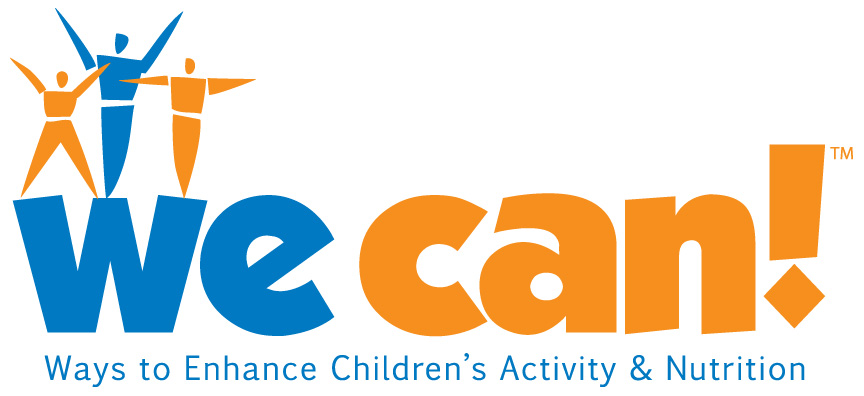 We can!™
Ways to Enhance Children's Activity & Nutrition